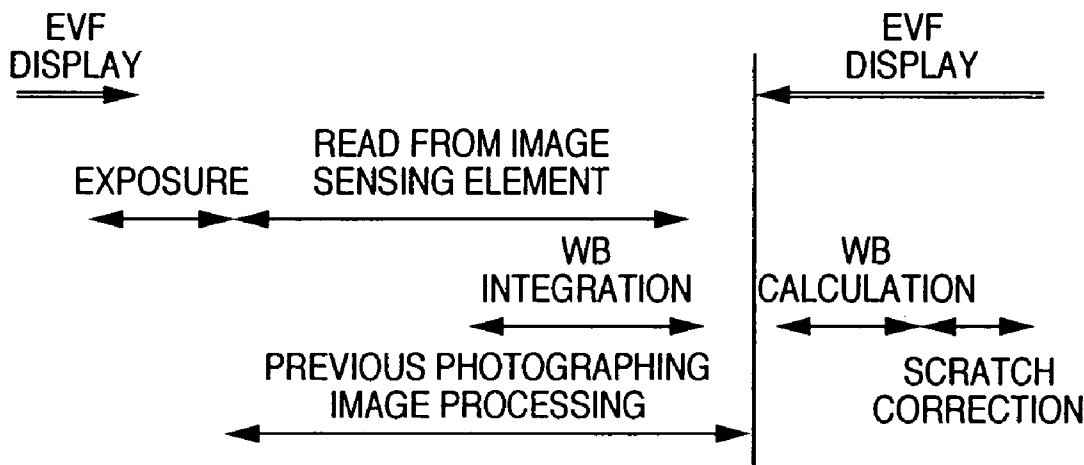 EVF
DISPLAY
EVF
DISPLAY
EXPOSURE
READ FROM IMAGE
SENSING ELEMENT
WB
INTEGRATION
WB
CALCULATION
PREVIOUS PHOTOGRAPHING
IMAGE PROCESSING
SCRATCH
CORRECTION